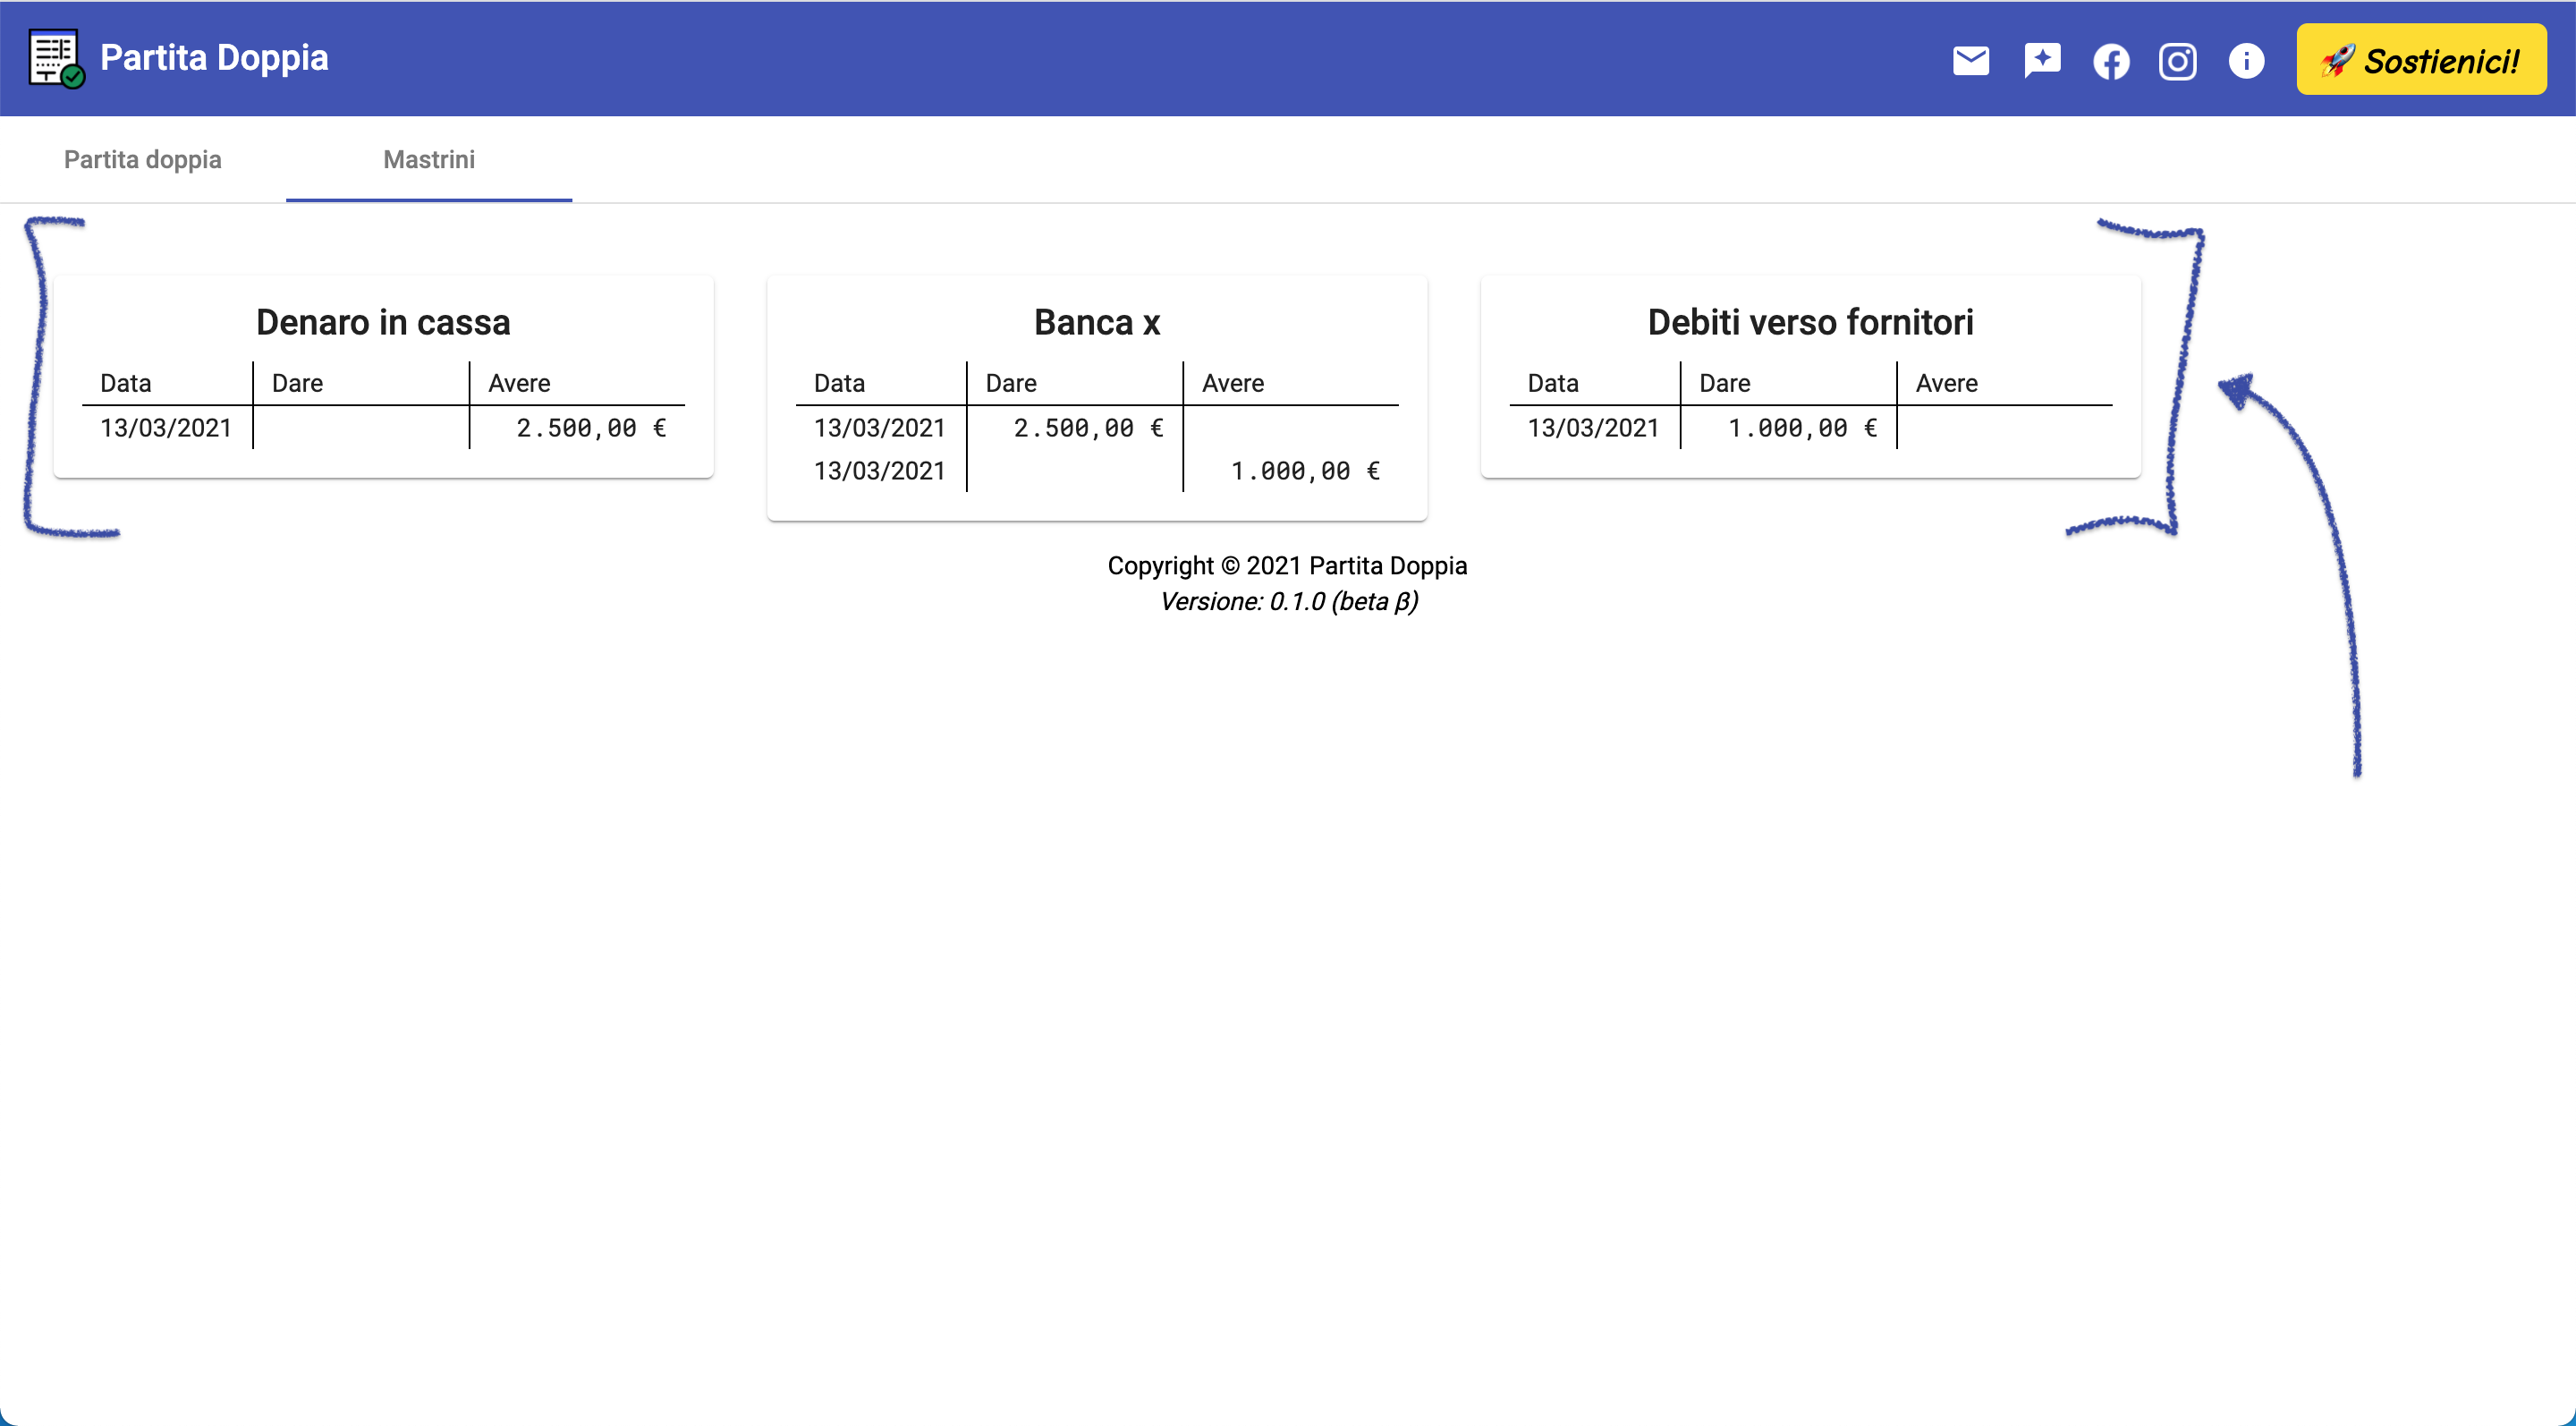 Partita Doppia
🚀 Sostienici!
Partita doppia Mastrini
Denaro in cassa
Data Dare Avere
13/03/2021 2.500,00 €
Banca x
Data Dare Avere
13/03/2021 2.500,00 €
13/03/2021 1.000,00 €
Debiti verso fornitori
Data Dare Avere
13/03/2021 1.000,00 €
Copyright © 2021 Partita Doppia
Versione: 0.1.0 (beta β)